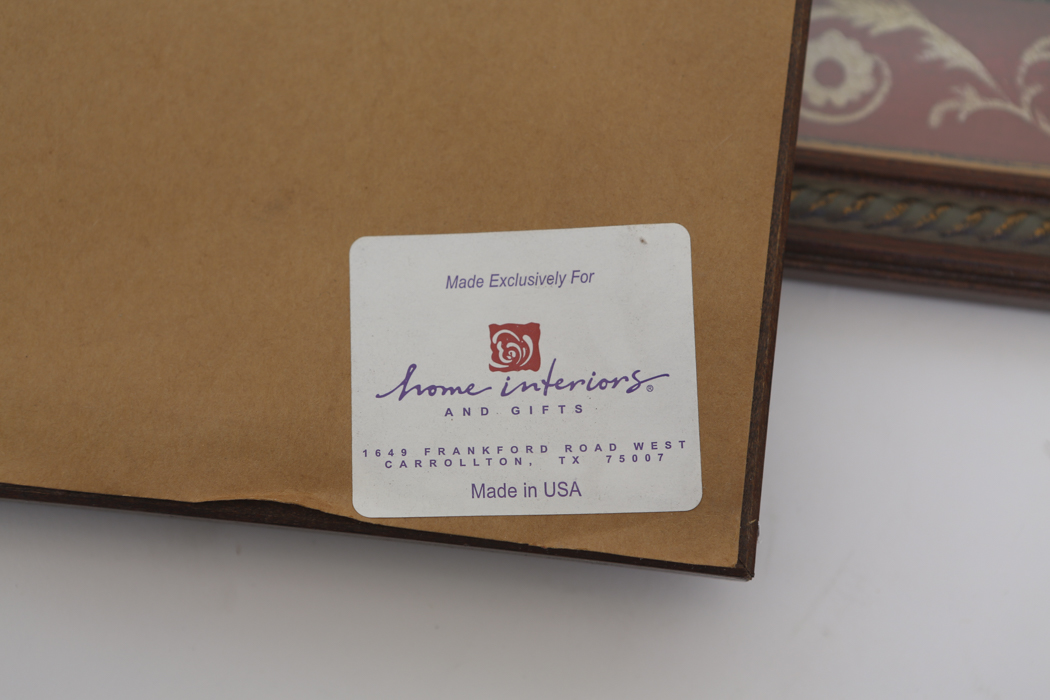 Made Exclusively For
home interiors®
AND GIFTS
1649 FRANKFORD ROAD WEST
CARROLLTON, TX 75007
Made in USA